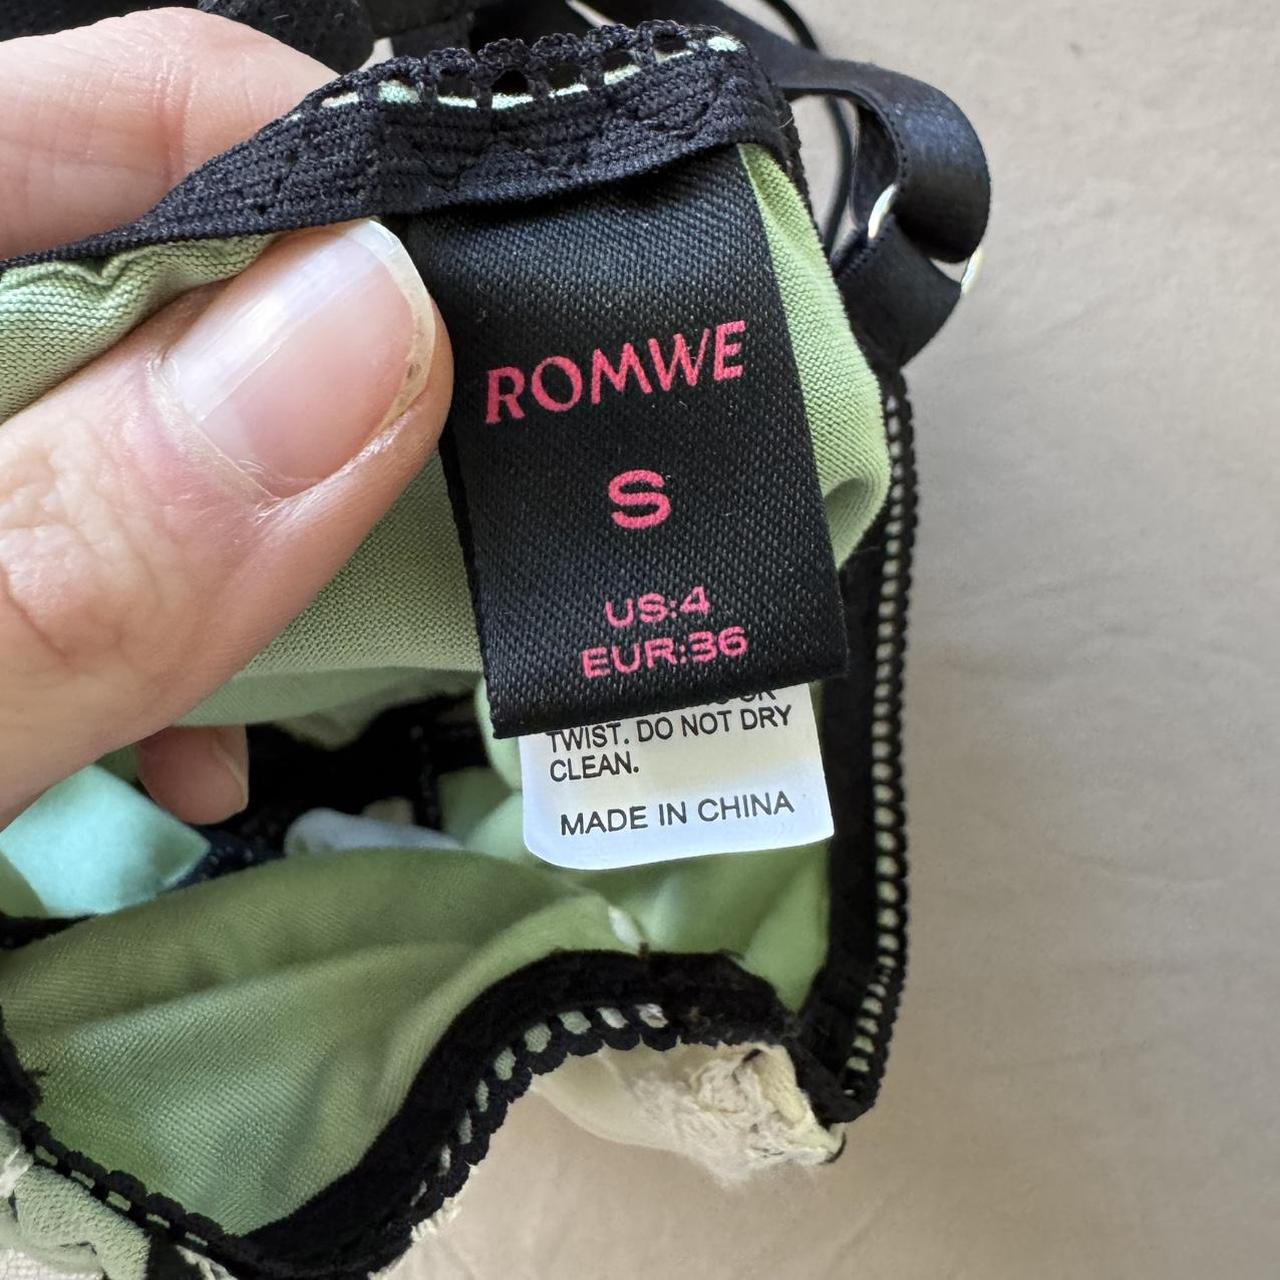 ROMWE
S
US:4
EUR:36
TWIST. DO NOT DRY
CLEAN.
MADE IN CHINA